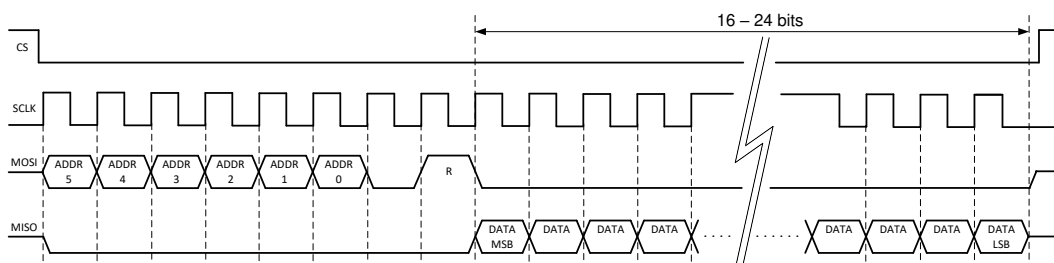 16 – 24 bits
CS
SCLK
MOSI
ADDR
5
ADDR
4
ADDR
3
ADDR
2
ADDR
1
ADDR
0
R
MISO
DATA
MSB
DATA
DATA
DATA
DATA
DATA
DATA
DATA
LSB